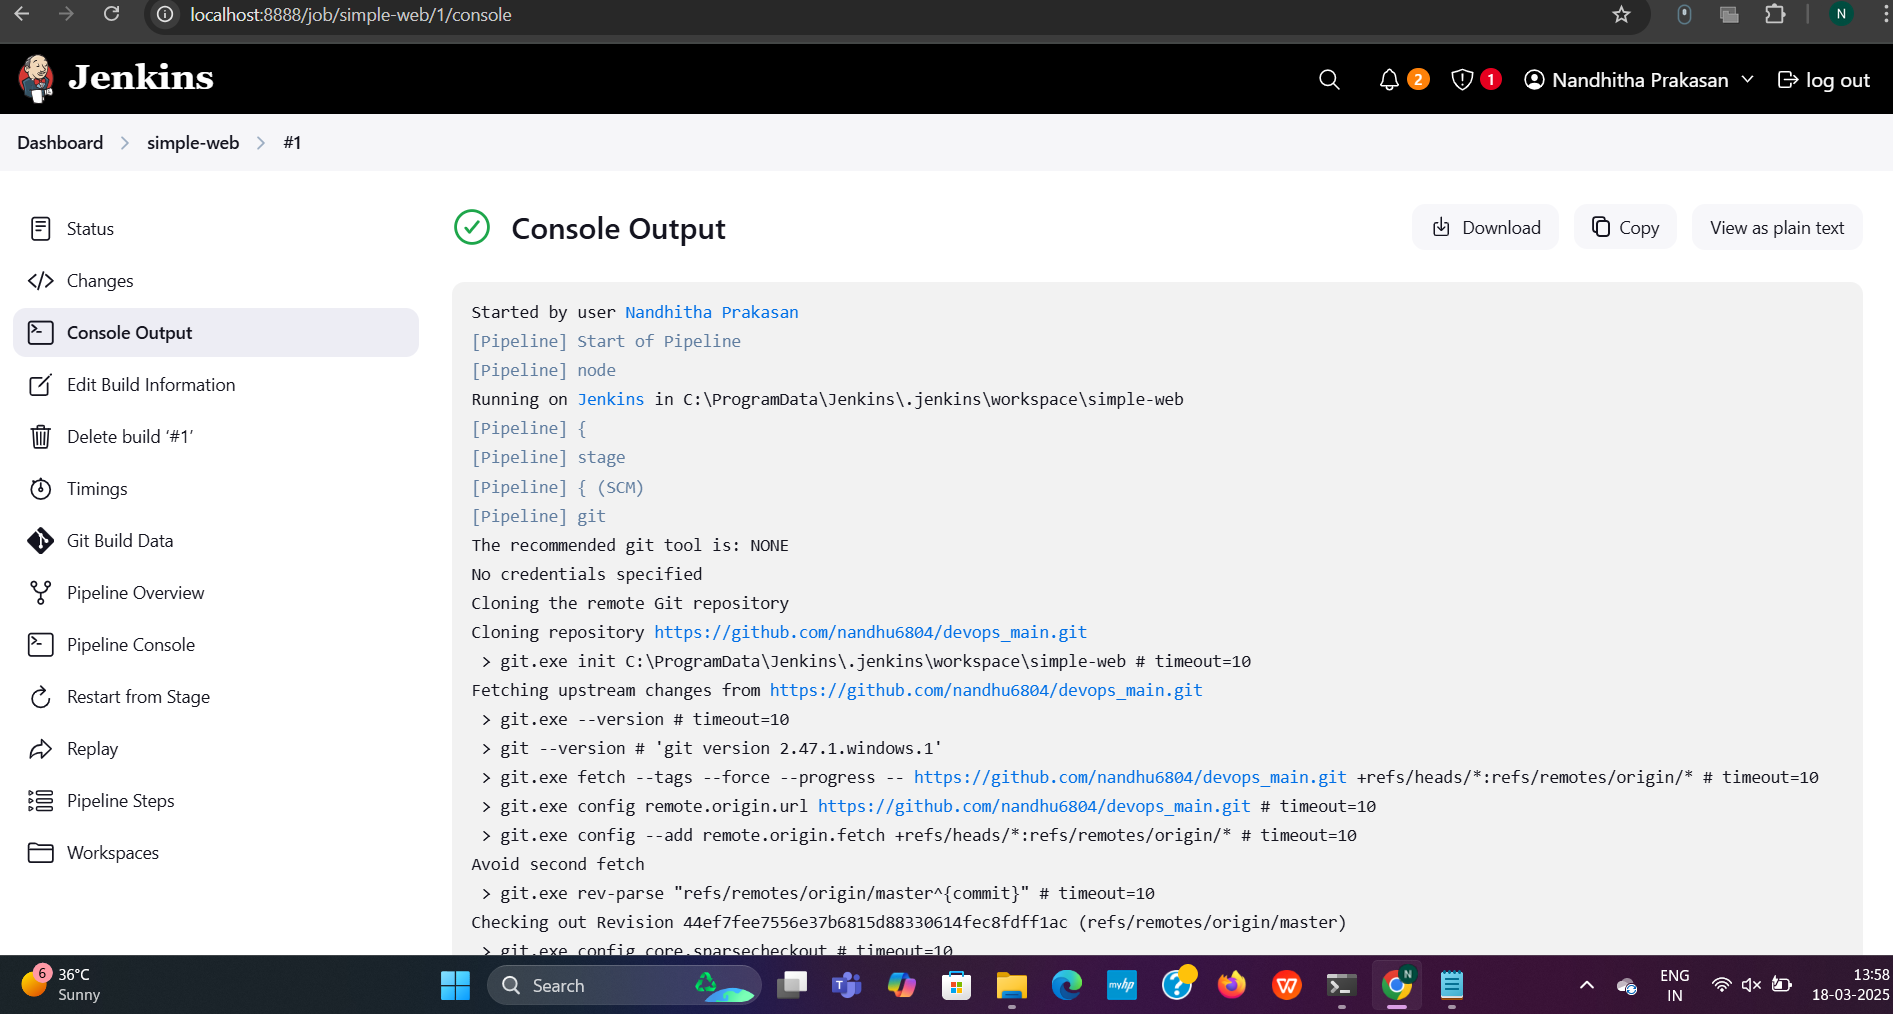 localhost:8888/job/simple-web/1/console
N
Jenkins
2
1
Nandhitha Prakasan
log out
Dashboard
simple-web
#1
Status
Changes
Console Output
Edit Build Information
Delete build ‘#1’
Timings
Git Build Data
Pipeline Overview
Pipeline Console
Restart from Stage
Replay
Pipeline Steps
Workspaces
Console Output
Download
Copy
View as plain text
Started by user Nandhitha Prakasan
[Pipeline] Start of Pipeline
[Pipeline] node
Running on Jenkins in C:\ProgramData\Jenkins\.jenkins\workspace\simple-web
[Pipeline] {
[Pipeline] stage
[Pipeline] { (SCM)
[Pipeline] git
The recommended git tool is: NONE
No credentials specified
Cloning the remote Git repository
Cloning repository https://github.com/nandhu6804/devops_main.git
> git.exe init C:\ProgramData\Jenkins\.jenkins\workspace\simple-web # timeout=10
Fetching upstream changes from https://github.com/nandhu6804/devops_main.git
> git.exe --version # timeout=10
> git --version # 'git version 2.47.1.windows.1'
> git.exe fetch --tags --force --progress -- https://github.com/nandhu6804/devops_main.git +refs/heads/*:refs/remotes/origin/* # timeout=10
> git.exe config remote.origin.url https://github.com/nandhu6804/devops_main.git # timeout=10
> git.exe config --add remote.origin.fetch +refs/heads/*:refs/remotes/origin/* # timeout=10
Avoid second fetch
> git.exe rev-parse "refs/remotes/origin/master^{commit}" # timeout=10
Checking out Revision 44ef7fee7556e37b6815d88330614fec8fdff1ac (refs/remotes/origin/master)
> git.exe config core.sparsecheckout # timeout=10
6
36°C
Sunny
Search
myhp
N
ENG
IN
13:58
18-03-2025